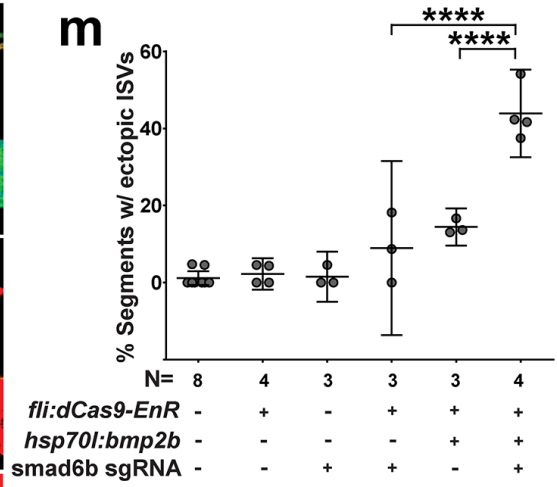 m
****
****
% Segments w/ ectopic ISVs
60
40
20
0
N= 8 4 3 3 3 4
fli:dCas9-EnR - + - + + +
hsp70l:bmp2b - - - - + +
smad6b sgRNA - - + + - +